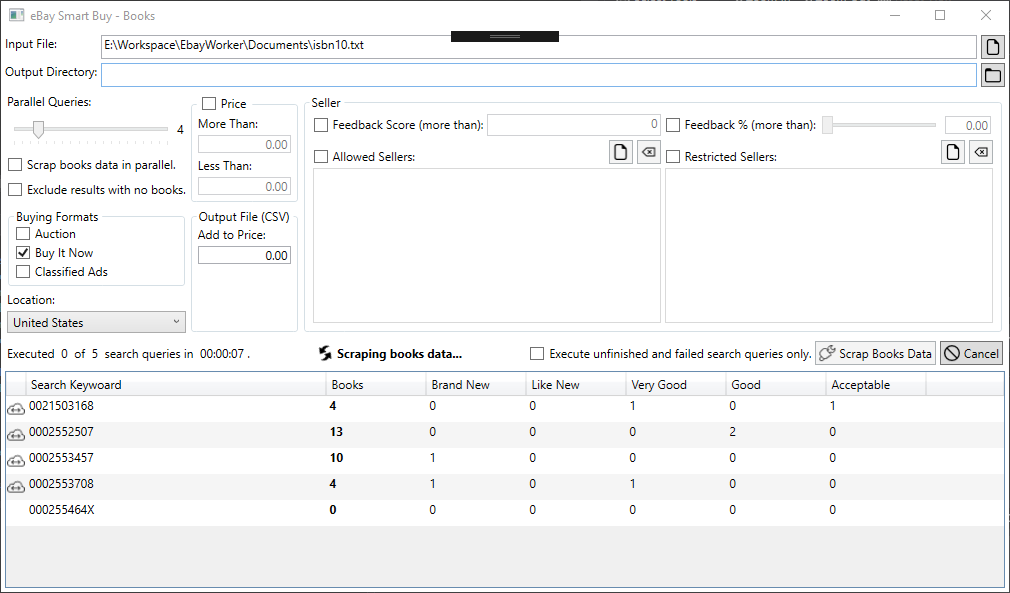 eBay Smart Buy - Books
Input File: E:\Workspace\EbayWorker\Documents\isbn10.txt
Output Directory:
Parallel Queries:
4
Scrap books data in parallel.
Exclude results with no books.
Buying Formats
Auction
Buy It Now
Classified Ads
Location:
United States
Price
More Than:
0.00
Less Than:
0.00
Output File (CSV)
Add to Price:
0.00
Seller
Feedback Score (more than): 0
Feedback % (more than): 0.00
Allowed Sellers:
Restricted Sellers:
Executed 0 of 5 search queries in 00:00:07 .
Scraping books data...
Execute unfinished and failed search queries only.
Scrap Books Data
Cancel
Search Keywoard Books Brand New Like New Very Good Good Acceptable
0021503168 4 0 0 1 0 1
0002552507 13 0 0 0 2 0
0002553457 10 1 0 0 0 0
0002553708 4 1 0 1 0 0
000255464X 0 0 0 0 0 0